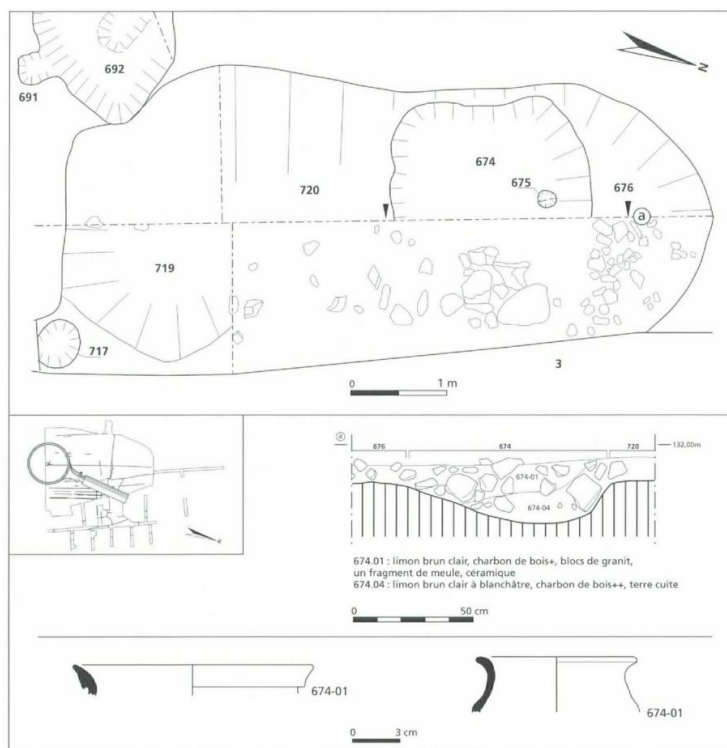 692
691
N
674
675
676
720
a
719
717
3
0 1 m
a
676 674 720
132,00m
674-01
674-04
674.01 : limon brun clair, charbon de bois+, blocs de granit,
un fragment de meule, céramique
674.04 : limon brun clair à blanchâtre, charbon de bois++, terre cuite
0 50 cm
674-01
674-01
0 3 cm